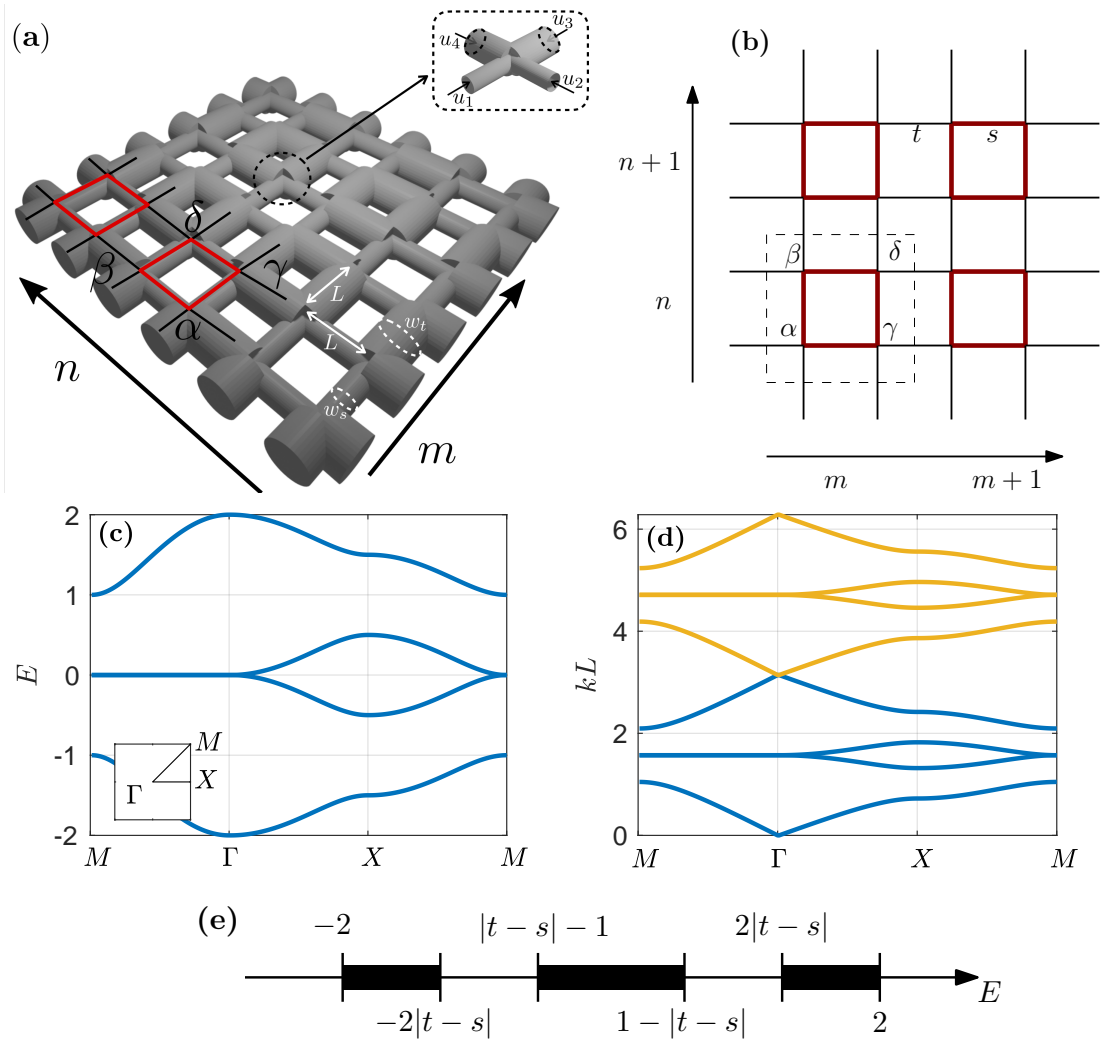 (a)
u₄
u₃
u₁
u₂
δ
β
γ
α
L
L
wₜ
wₛ
n
m
(b)
n + 1
t
s
β
δ
n
α
γ
m
m + 1
(c)
2
1
0
-1
-2
E
M
X
Γ
M
Γ
X
M
(d)
6
4
2
0
kL
M
Γ
X
M
(e)
−2
|t − s| − 1
2|t − s|
E
−2|t − s|
1 − |t − s|
2